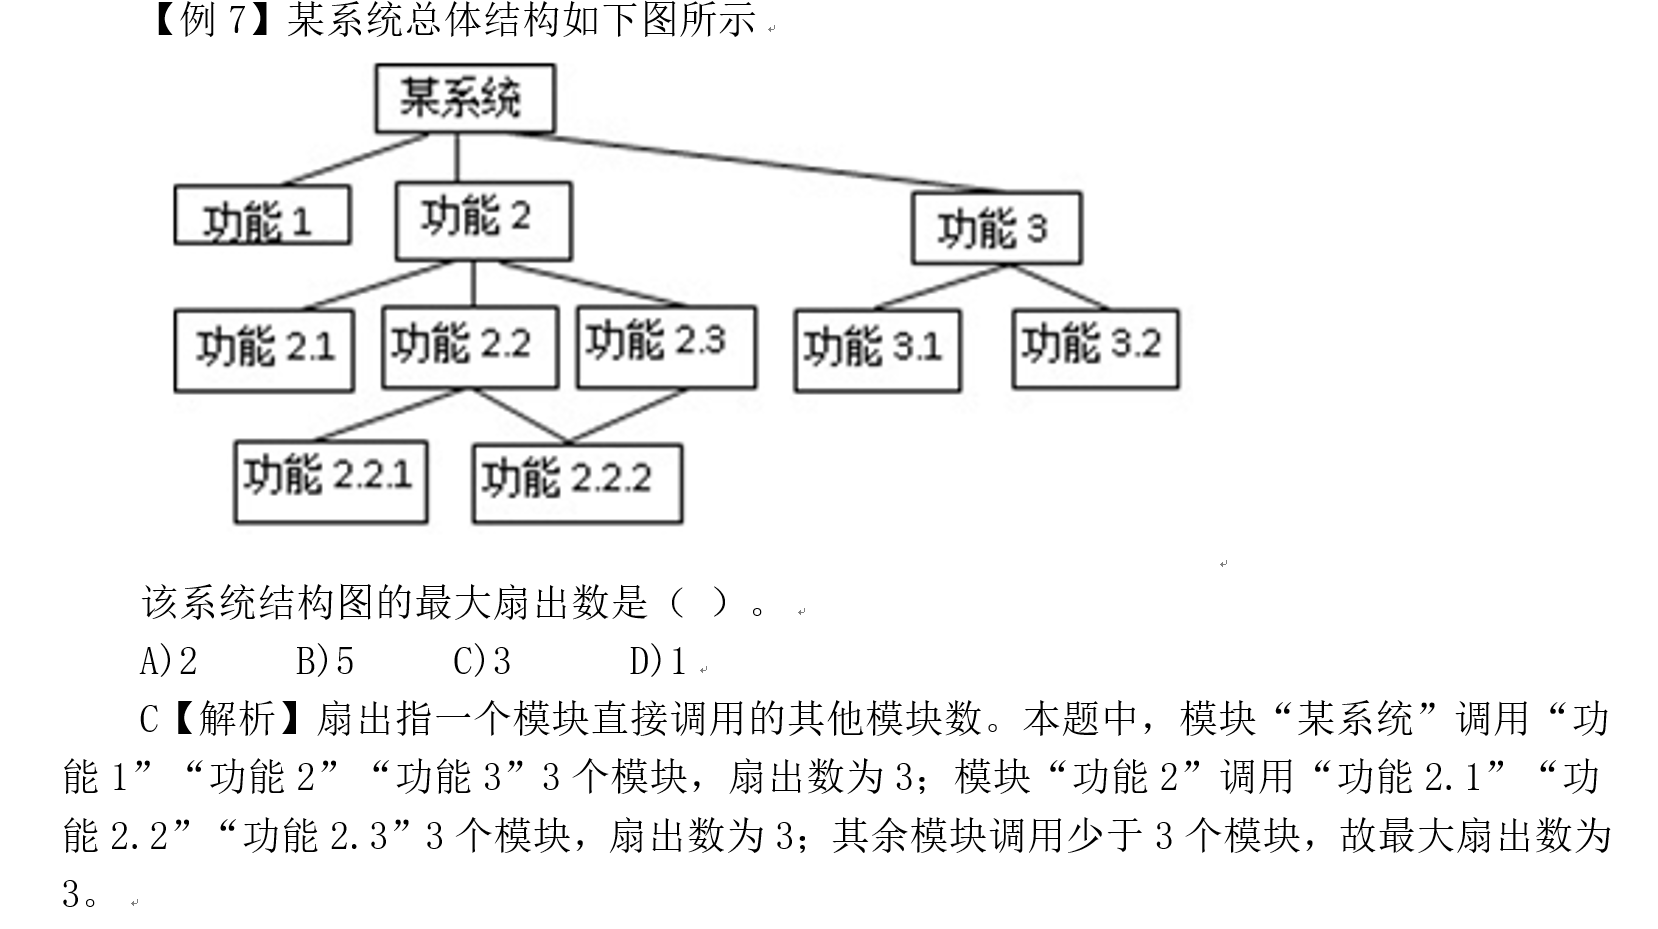 【例 7】某系统总体结构如下图所示
某系统
功能 1
功能 2
功能 3
功能 2.1
功能 2.2
功能 2.3
功能 3.1
功能 3.2
功能 2.2.1
功能 2.2.2
该系统结构图的最大扇出数是（ ）。
A)2 B)5 C)3 D)1
C【解析】扇出指一个模块直接调用的其他模块数。本题中，模块“某系统”调用“功
能 1”“功能 2”“功能 3”3 个模块，扇出数为 3；模块“功能 2”调用“功能 2.1”“功
能 2.2”“功能 2.3”3 个模块，扇出数为 3；其余模块调用少于 3 个模块，故最大扇出数为
3。